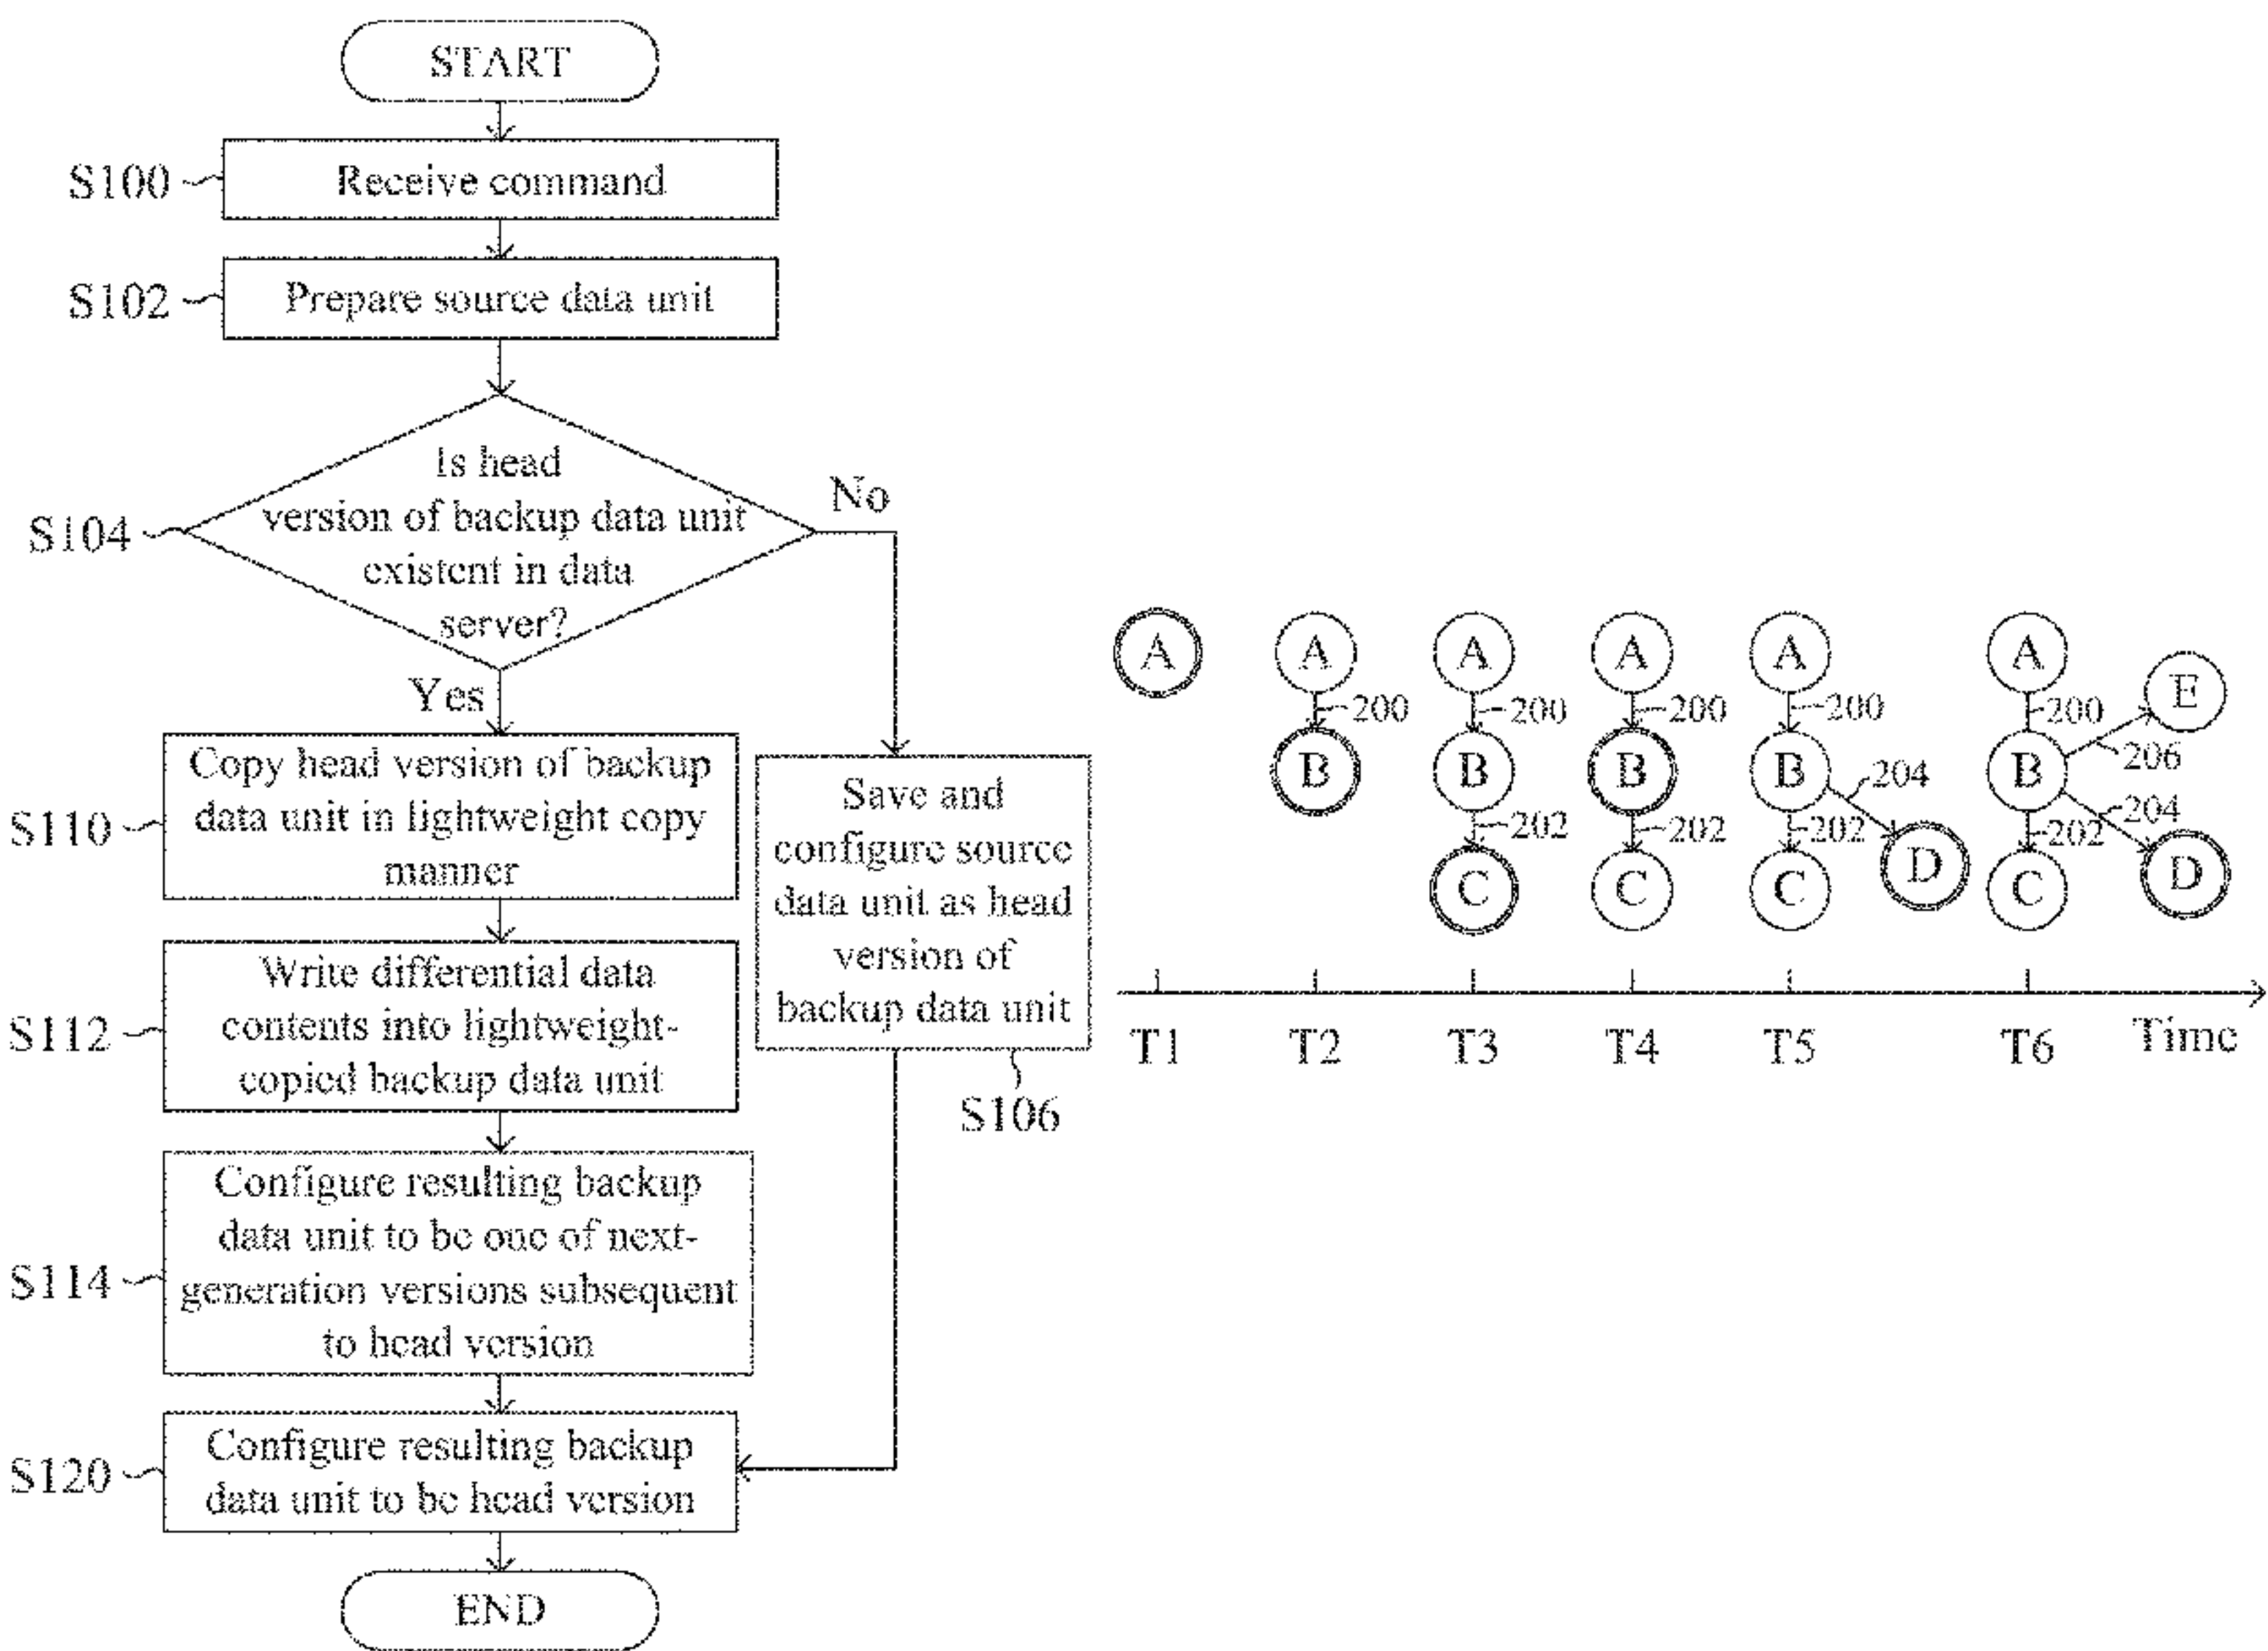 START
S100
Receive command
S102
Prepare source data unit
S104
Is head
version of backup data unit
existent in data
server?
No
Yes
S110
Copy head version of backup
data unit in lightweight copy
manner
S112
Write differential data
contents into lightweight-
copied backup data unit
S114
Configure resulting backup
data unit to be one of next-
generation versions subsequent
to head version
S120
Configure resulting backup
data unit to be head version
END
Save and
configure source
data unit as head
version of
backup data unit
S106
A A A A A A
200 200 200 200 200
E
B B B B B
206
204 204
202 202 202 202
C C C C
D D
T1 T2 T3 T4 T5 T6 Time